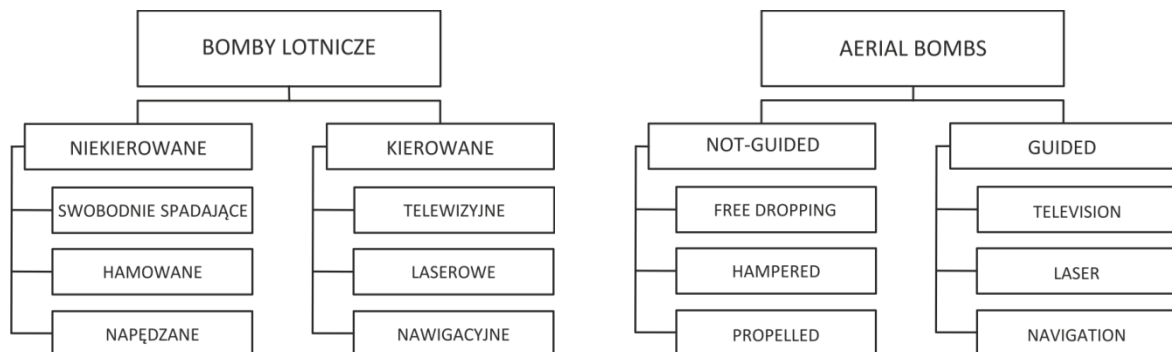 BOMBY LOTNICZE
NIEKIEROWANE
SWOBODNIE SPADAJĄCE
HAMOWANE
NAPĘDZANE
KIEROWANE
TELEWIZYJNE
LASEROWE
NAWIGACYJNE
AERIAL BOMBS
NOT-GUIDED
FREE DROPPING
HAMPERED
PROPELLED
GUIDED
TELEVISION
LASER
NAVIGATION